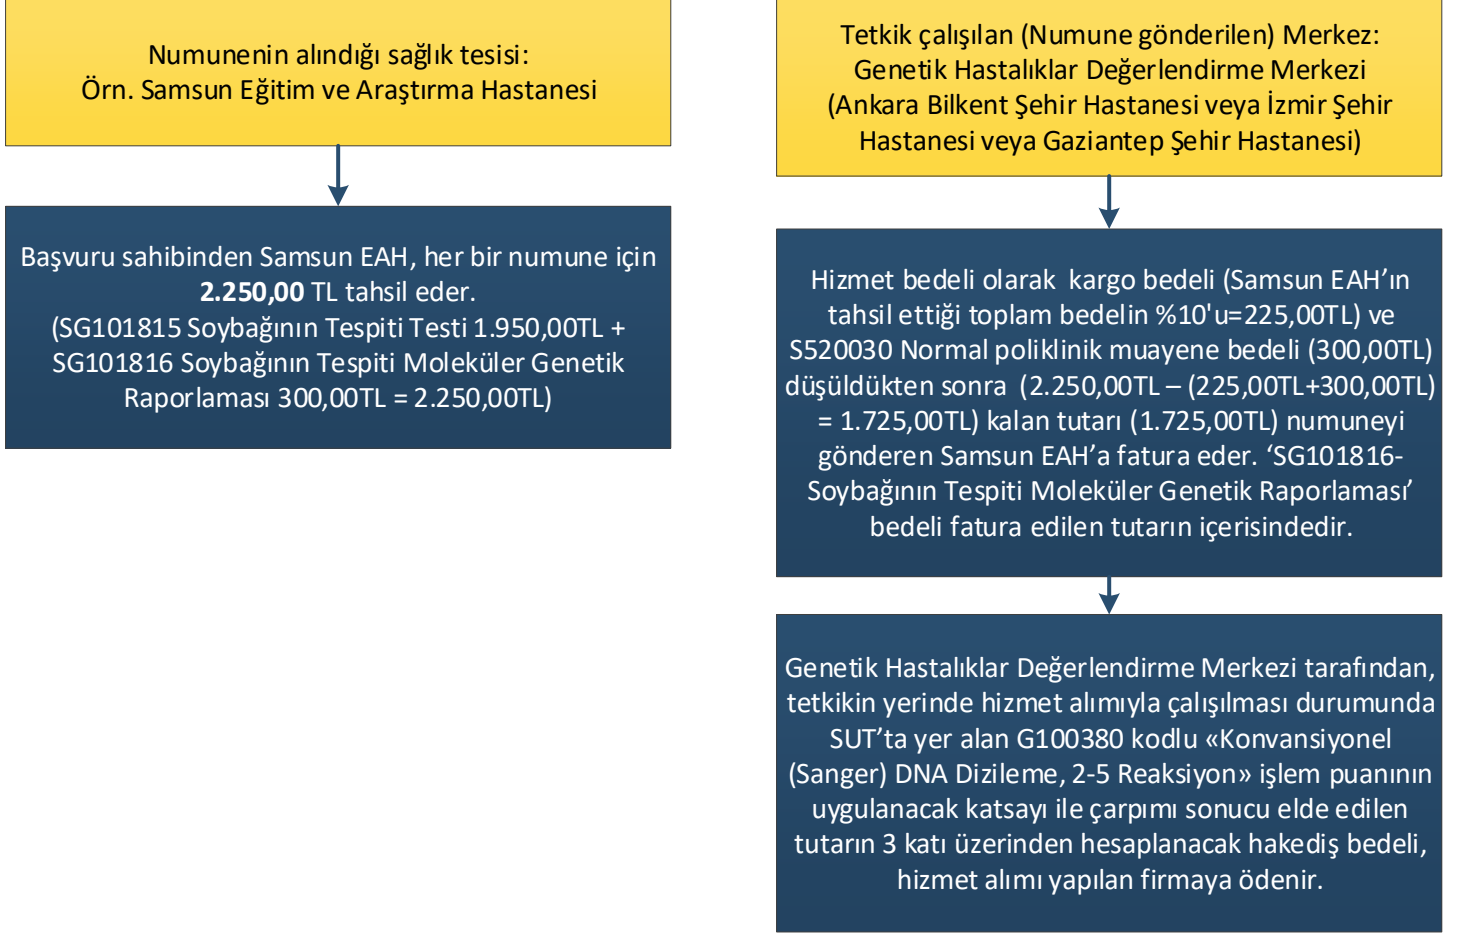 Numunenin alındığı sağlık tesisi:
Örn. Samsun Eğitim ve Araştırma Hastanesi
Başvuru sahibinden Samsun EAH, her bir numune için
2.250,00 TL tahsil eder.
(SG101815 Soybağının Tespiti Testi 1.950,00TL +
SG101816 Soybağının Tespiti Moleküler Genetik
Raporlaması 300,00TL = 2.250,00TL)
Tetkik çalışılan (Numune gönderilen) Merkez:
Genetik Hastalıklar Değerlendirme Merkezi
(Ankara Bilkent Şehir Hastanesi veya İzmir Şehir
Hastanesi veya Gaziantep Şehir Hastanesi)
Hizmet bedeli olarak kargo bedeli (Samsun EAH’ın
tahsil ettiği toplam bedelin %10'u=225,00TL) ve
S520030 Normal poliklinik muayene bedeli (300,00TL)
düşüldükten sonra (2.250,00TL – (225,00TL+300,00TL)
= 1.725,00TL) kalan tutarı (1.725,00TL) numuneyi
gönderen Samsun EAH’a fatura eder. ‘SG101816-
Soybağının Tespiti Moleküler Genetik Raporlaması’
bedeli fatura edilen tutarın içerisindedir.
Genetik Hastalıklar Değerlendirme Merkezi tarafından,
tetkikin yerinde hizmet alımıyla çalışılması durumunda
SUT’ta yer alan G100380 kodlu «Konvansiyonel
(Sanger) DNA Dizileme, 2-5 Reaksiyon» işlem puanının
uygulanacak katsayı ile çarpımı sonucu elde edilen
tutarın 3 katı üzerinden hesaplanacak hakediş bedeli,
hizmet alımı yapılan firmaya ödenir.